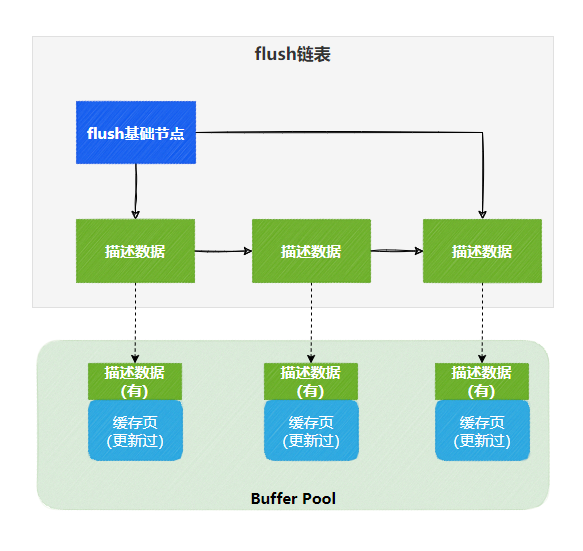 flush链表
flush基础节点
描述数据 描述数据 描述数据
描述数据 描述数据 描述数据
(有) (有) (有)
缓存页 缓存页 缓存页
(更新过) (更新过) (更新过)
Buffer Pool